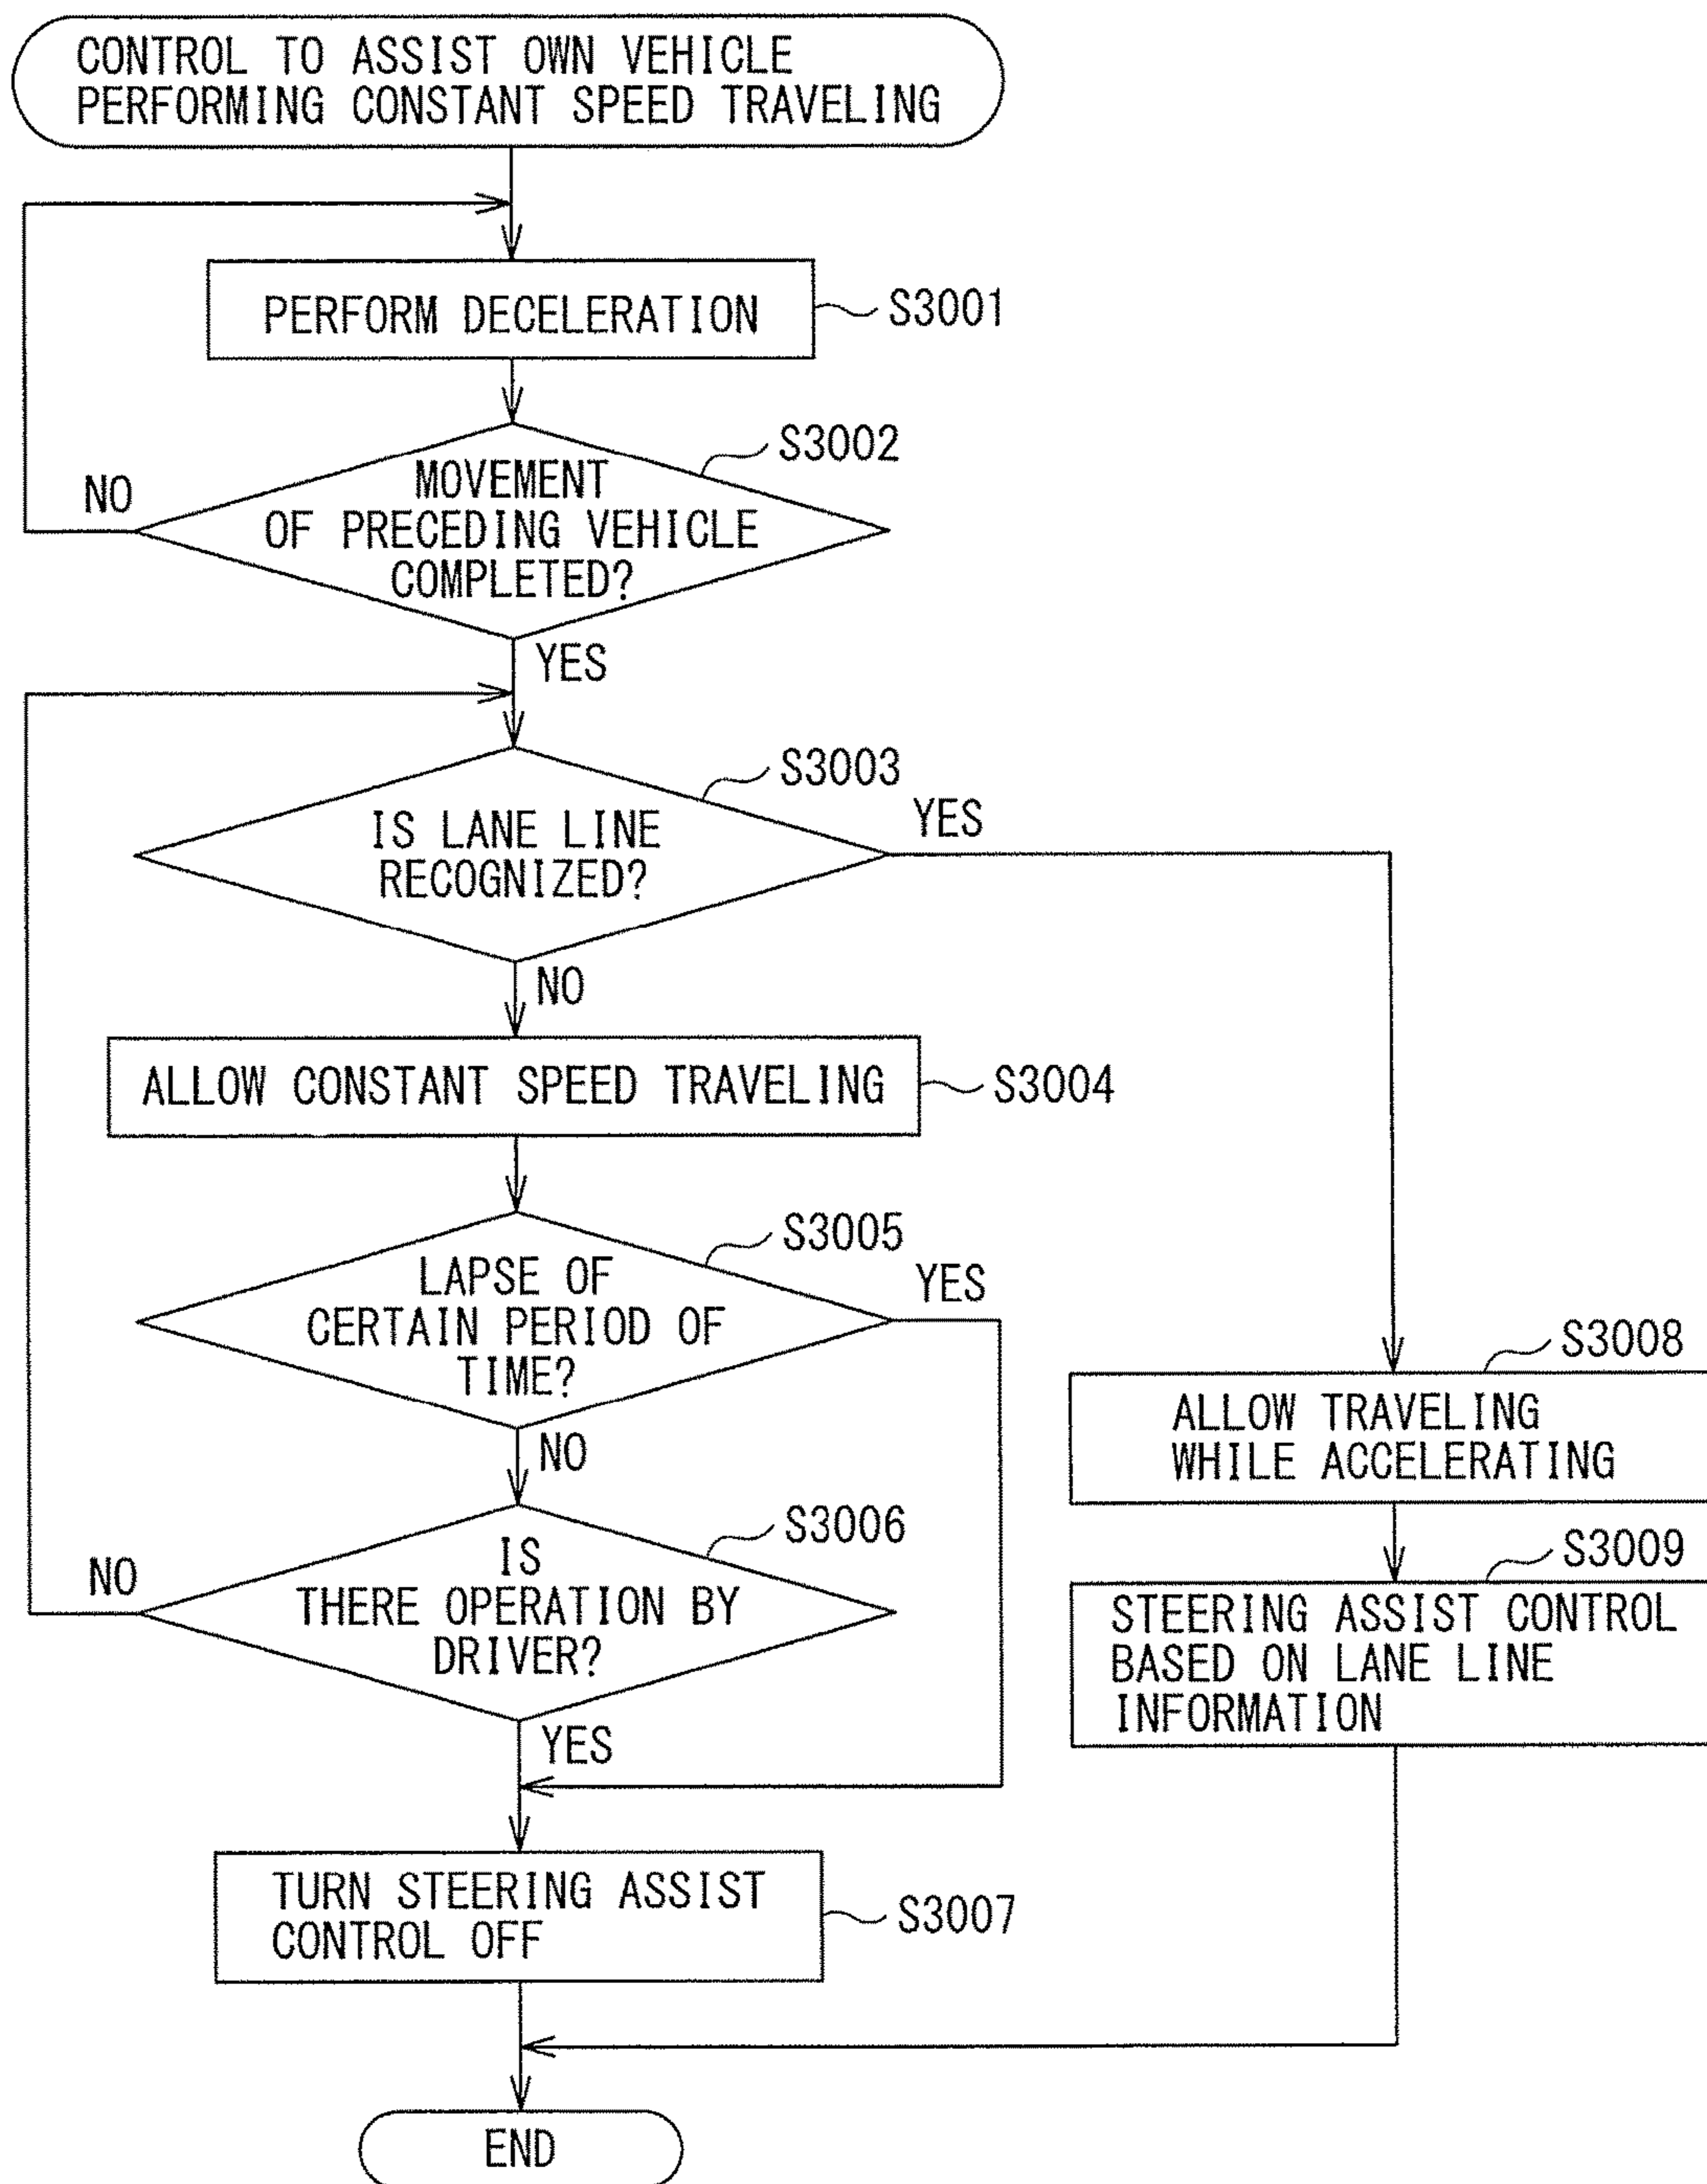 CONTROL TO ASSIST OWN VEHICLE
PERFORMING CONSTANT SPEED TRAVELING
PERFORM DECELERATION
S3001
S3002
NO
MOVEMENT
OF PRECEDING VEHICLE
COMPLETED?
YES
S3003
IS LANE LINE
RECOGNIZED?
YES
NO
ALLOW CONSTANT SPEED TRAVELING
S3004
S3005
LAPSE OF
CERTAIN PERIOD OF
TIME?
YES
NO
S3008
ALLOW TRAVELING
WHILE ACCELERATING
S3006
IS
THERE OPERATION BY
DRIVER?
NO
YES
S3009
STEERING ASSIST CONTROL
BASED ON LANE LINE
INFORMATION
TURN STEERING ASSIST
CONTROL OFF
S3007
END